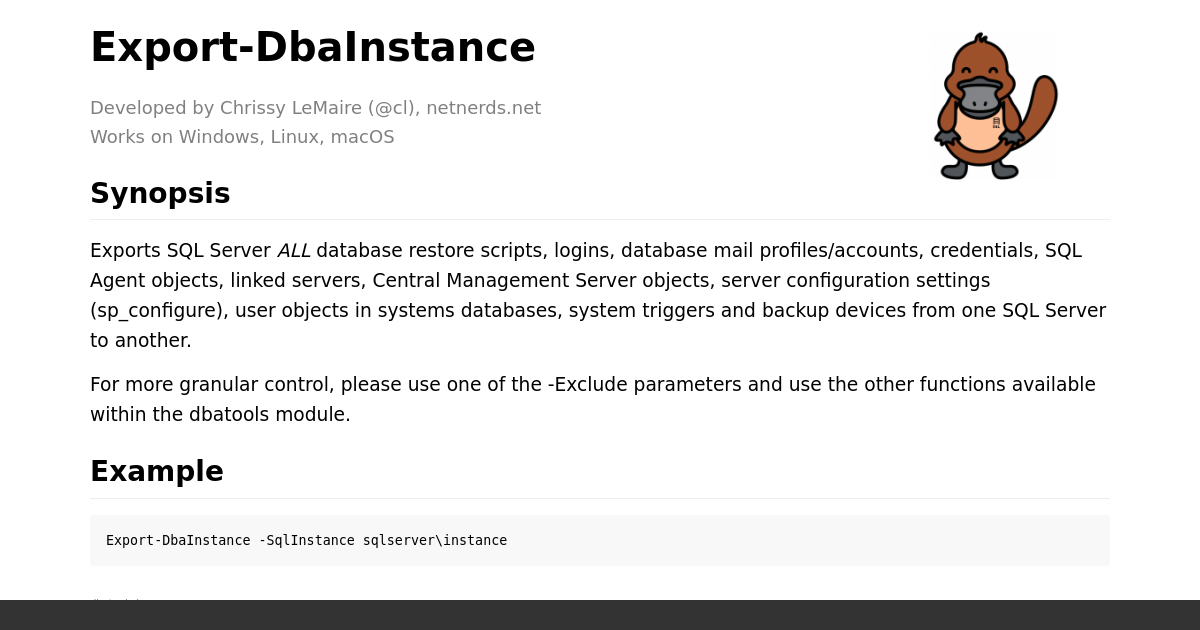 Export-DbaInstance
Developed by Chrissy LeMaire (@cl), netnerds.net
Works on Windows, Linux, macOS
Synopsis
Exports SQL Server ALL database restore scripts, logins, database mail profiles/accounts, credentials, SQL
Agent objects, linked servers, Central Management Server objects, server configuration settings
(sp_configure), user objects in systems databases, system triggers and backup devices from one SQL Server
to another.
For more granular control, please use one of the -Exclude parameters and use the other functions available
within the dbatools module.
Example
Export-DbaInstance -SqlInstance sqlserver\instance